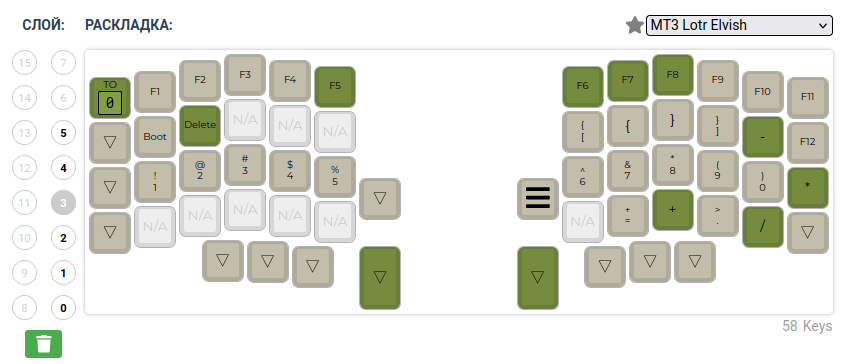 СЛОЙ: РАСКЛАДКА: MT3 Lotr Elvish
15 7
14 6
13 5
12 4
11 3
10 2
9 1
8 0
TO 0 F1 F2 F3 F4 F5 F6 F7 F8 F9 F10 F11
▽ Boot Delete N/A N/A N/A { [ { } } ] - F12
▽ ! 1 @ 2 # 3 $ 4 % 5 ▽ ☰ ^ 6 & 7 * 8 ( 9 ) 0 *
▽ N/A N/A N/A N/A N/A N/A + = + > . / ▽
▽ ▽ ▽ ▽ ▽ ▽ ▽ ▽
58 Keys